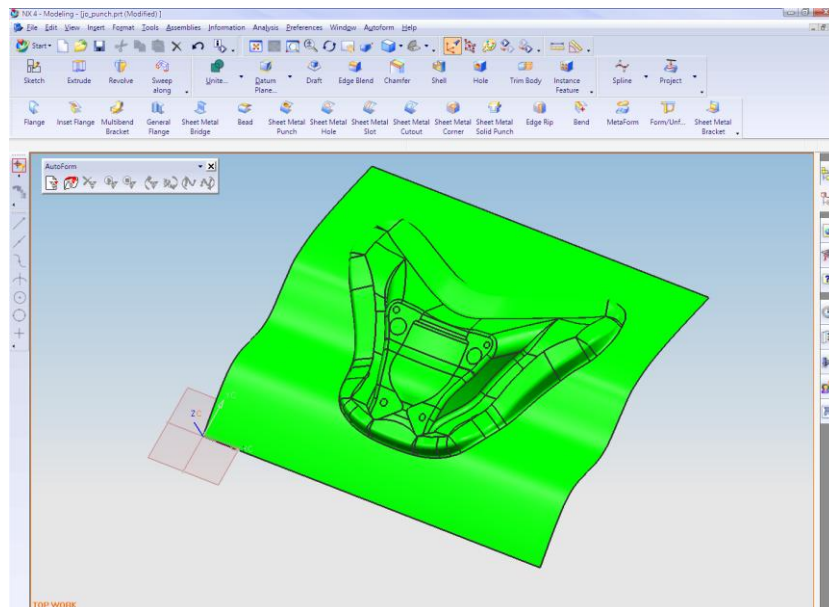 NX 4 - Modeling - [jo_punch.prt (Modified) ]
File Edit View Insert Format Tools Assemblies Information Analysis Preferences Window Autoform Help
Start
Sketch Extrude Revolve Sweep along Unite... Datum Plane... Draft Edge Blend Chamfer Shell Hole Trim Body Instance Feature Spline Project
Flange Inset Flange Multibend Bracket General Flange Sheet Metal Bridge Bead Sheet Metal Punch Sheet Metal Hole Sheet Metal Slot Sheet Metal Cutout Sheet Metal Corner Sheet Metal Solid Punch Edge Rip Bend MetaForm Form/Unf... Sheet Metal Bracket
AutoForm
TOP WORK